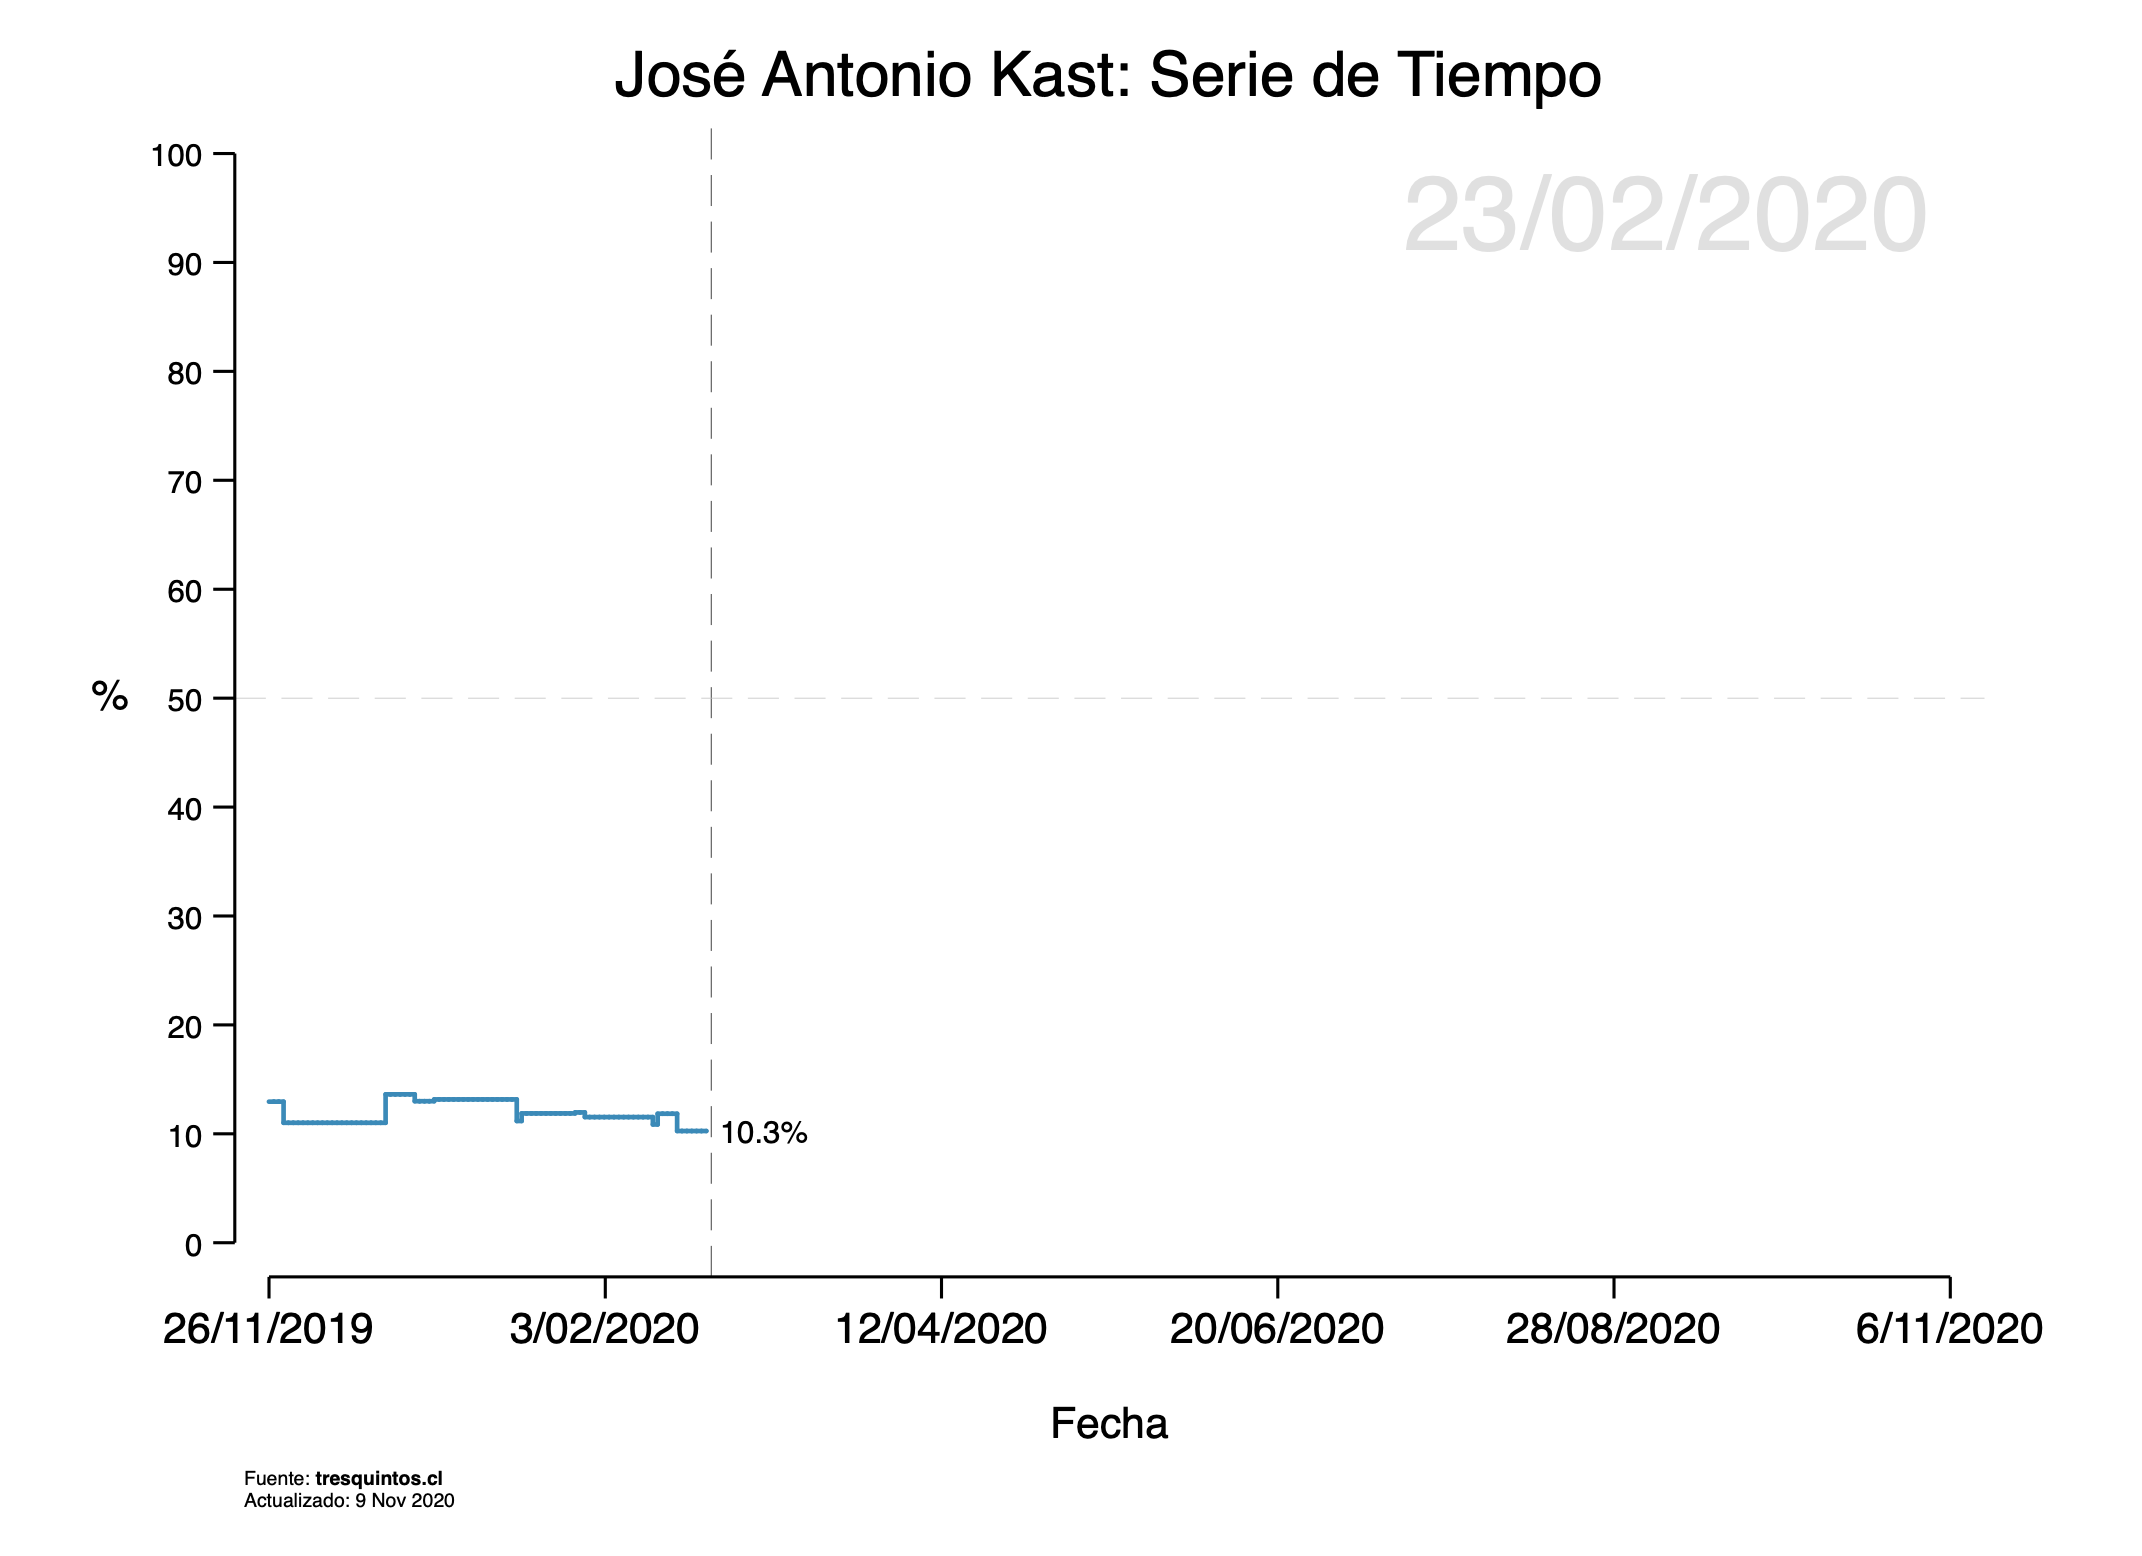 José Antonio Kast: Serie de Tiempo
23/02/2020
100
90
80
70
60
50
40
30
20
10
0
%
10.3%
26/11/2019 3/02/2020 12/04/2020 20/06/2020 28/08/2020 6/11/2020
Fecha
Fuente: tresquintos.cl
Actualizado: 9 Nov 2020